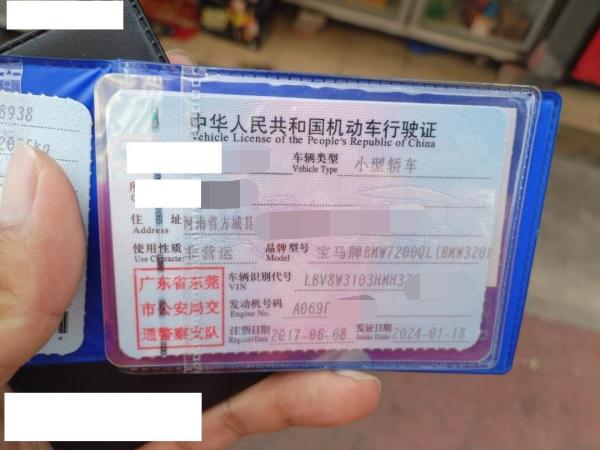 8938
中华人民共和国机动车行驶证
Vehicle License of the People's Republic of China
车辆类型 小型轿车
Vehicle Type
住 址 河南省方城县
Address
使用性质 非营运 品牌型号 宝马牌BMW7200QL(BMW320
Use Character Model
广东省东莞
市公安局交
通警察支队
车辆识别代号 LBV8W3103HMH3
VIN
发动机号码 A069
Engine No.
注册日期 2017-06-08 发证日期 2024-01-18
Register Date Issue Date